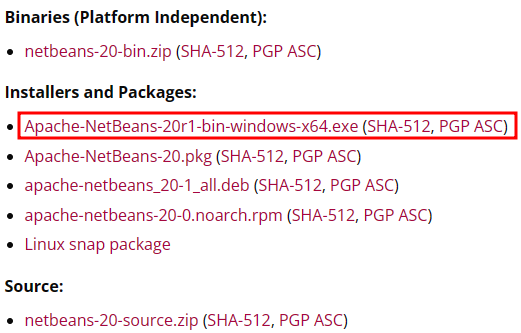 Binaries (Platform Independent):
• netbeans-20-bin.zip (SHA-512, PGP ASC)
Installers and Packages:
• Apache-NetBeans-20r1-bin-windows-x64.exe (SHA-512, PGP ASC)
• Apache-NetBeans-20.pkg (SHA-512, PGP ASC)
• apache-netbeans_20-1_all.deb (SHA-512, PGP ASC)
• apache-netbeans-20-0.noarch.rpm (SHA-512, PGP ASC)
• Linux snap package
Source:
• netbeans-20-source.zip (SHA-512, PGP ASC)